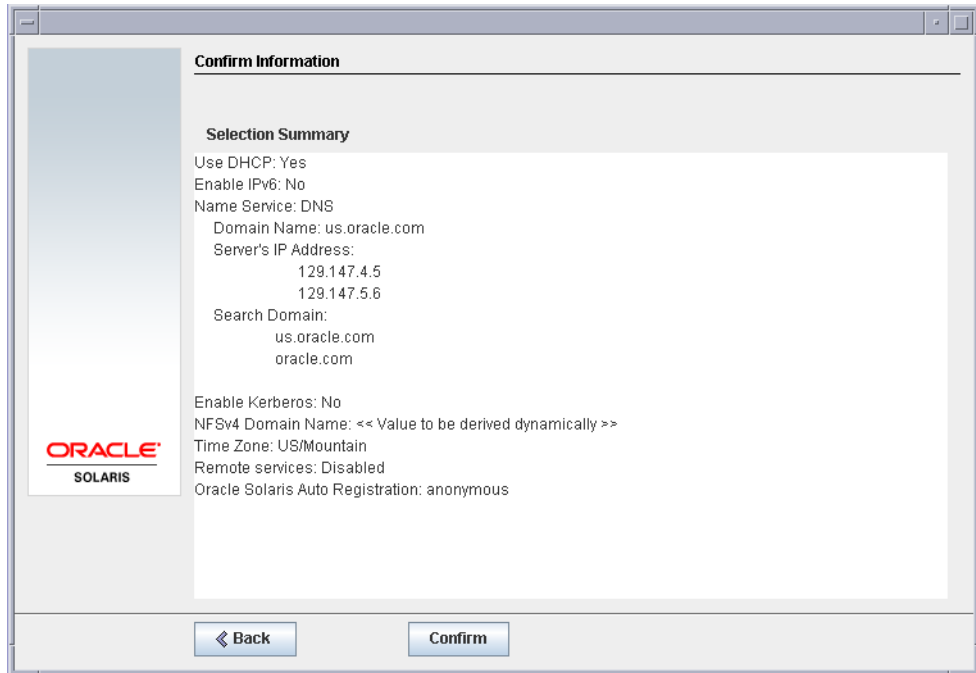 Confirm Information
Selection Summary
Use DHCP: Yes
Enable IPv6: No
Name Service: DNS
Domain Name: us.oracle.com
Server's IP Address:
129.147.4.5
129.147.5.6
Search Domain:
us.oracle.com
oracle.com
Enable Kerberos: No
NFSv4 Domain Name: << Value to be derived dynamically >>
Time Zone: US/Mountain
Remote services: Disabled
Oracle Solaris Auto Registration: anonymous
ORACLE
SOLARIS
Back
Confirm